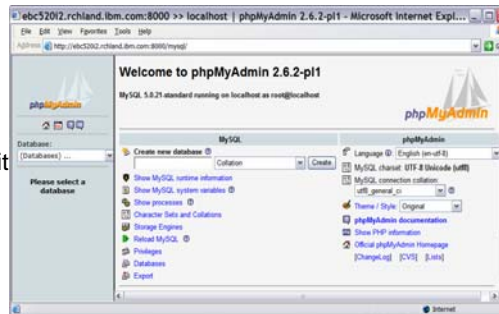 ebc520i2.rchland.ibm.com:8000 >> localhost | phpMyAdmin 2.6.2-pl1 - Microsoft Internet Expl...
File Edit View Favorites Tools Help
Address http://ebc520i2.rchland.ibm.com:8000/mysql/
phpMyAdmin
Database:
(Databases) ...
Please select a
database
it
Welcome to phpMyAdmin 2.6.2-pl1
MySQL 5.0.21-standard running on localhost as root@localhost
phpMyAdmin
MySQL
Create new database
Collation Create
Show MySQL runtime information
Show MySQL system variables
Show processes
Character Sets and Collations
Storage Engines
Reload MySQL
Privileges
Databases
Export
phpMyAdmin
Language: English (en-utf-8)
MySQL charset: UTF-8 Unicode (utf8)
MySQL connection collation:
utf8_general_ci
Theme / Style: Original
phpMyAdmin documentation
Show PHP information
Official phpMyAdmin Homepage
[ChangeLog] [CVS] [Lists]
Internet